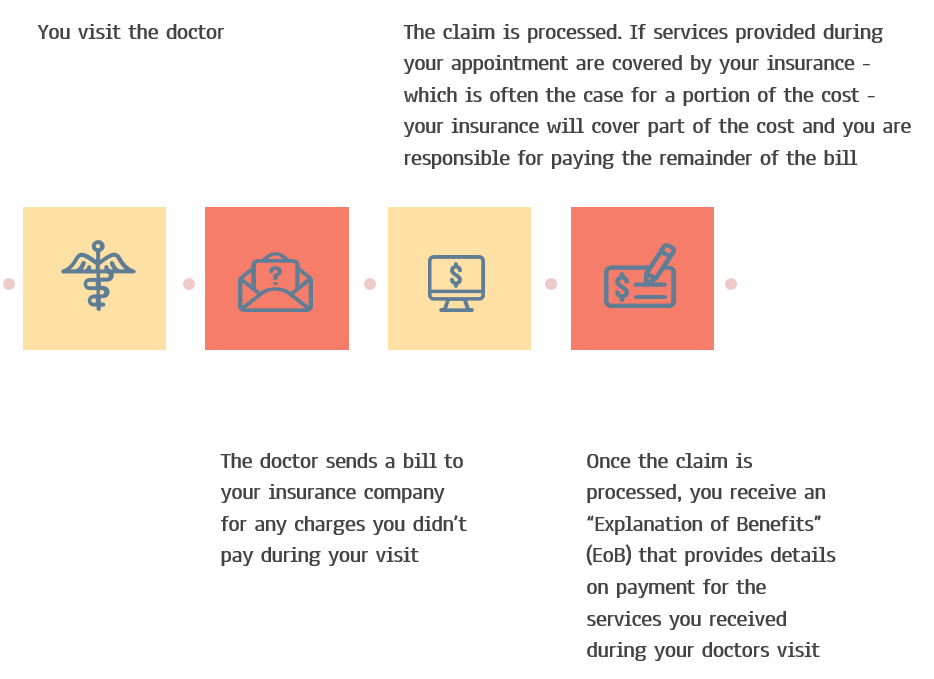 You visit the doctor
The claim is processed. If services provided during
your appointment are covered by your insurance -
which is often the case for a portion of the cost -
your insurance will cover part of the cost and you are
responsible for paying the remainder of the bill
?
$
$
The doctor sends a bill to
your insurance company
for any charges you didn't
pay during your visit
Once the claim is
processed, you receive an
“Explanation of Benefits”
(EoB) that provides details
on payment for the
services you received
during your doctors visit